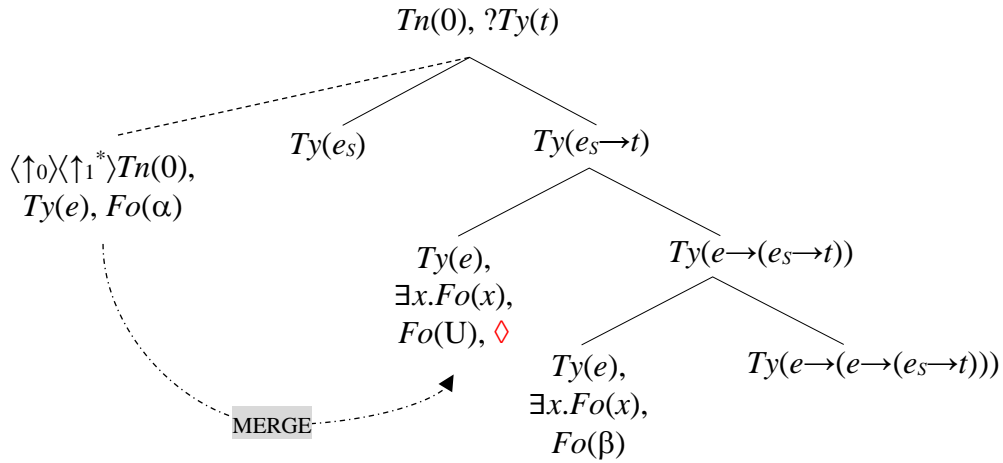 Tn(0), ?Ty(t)
Ty(eS)
Ty(eS→t)
⟨↑0⟩⟨↑1*⟩Tn(0),
Ty(e), Fo(α)
Ty(e),
∃x.Fo(x),
Fo(U), ◊
Ty(e→(eS→t))
Ty(e),
∃x.Fo(x),
Fo(β)
Ty(e→(e→(eS→t)))
MERGE